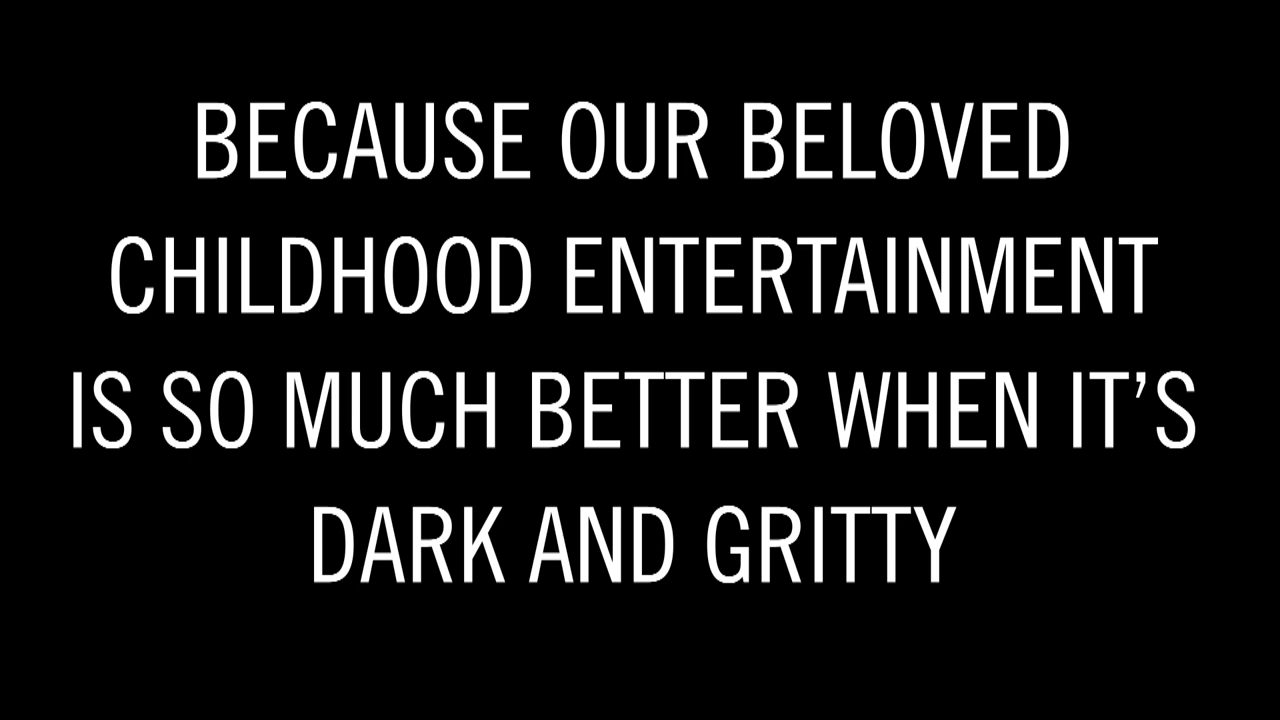 BECAUSE OUR BELOVED
CHILDHOOD ENTERTAINMENT
IS SO MUCH BETTER WHEN IT’S
DARK AND GRITTY